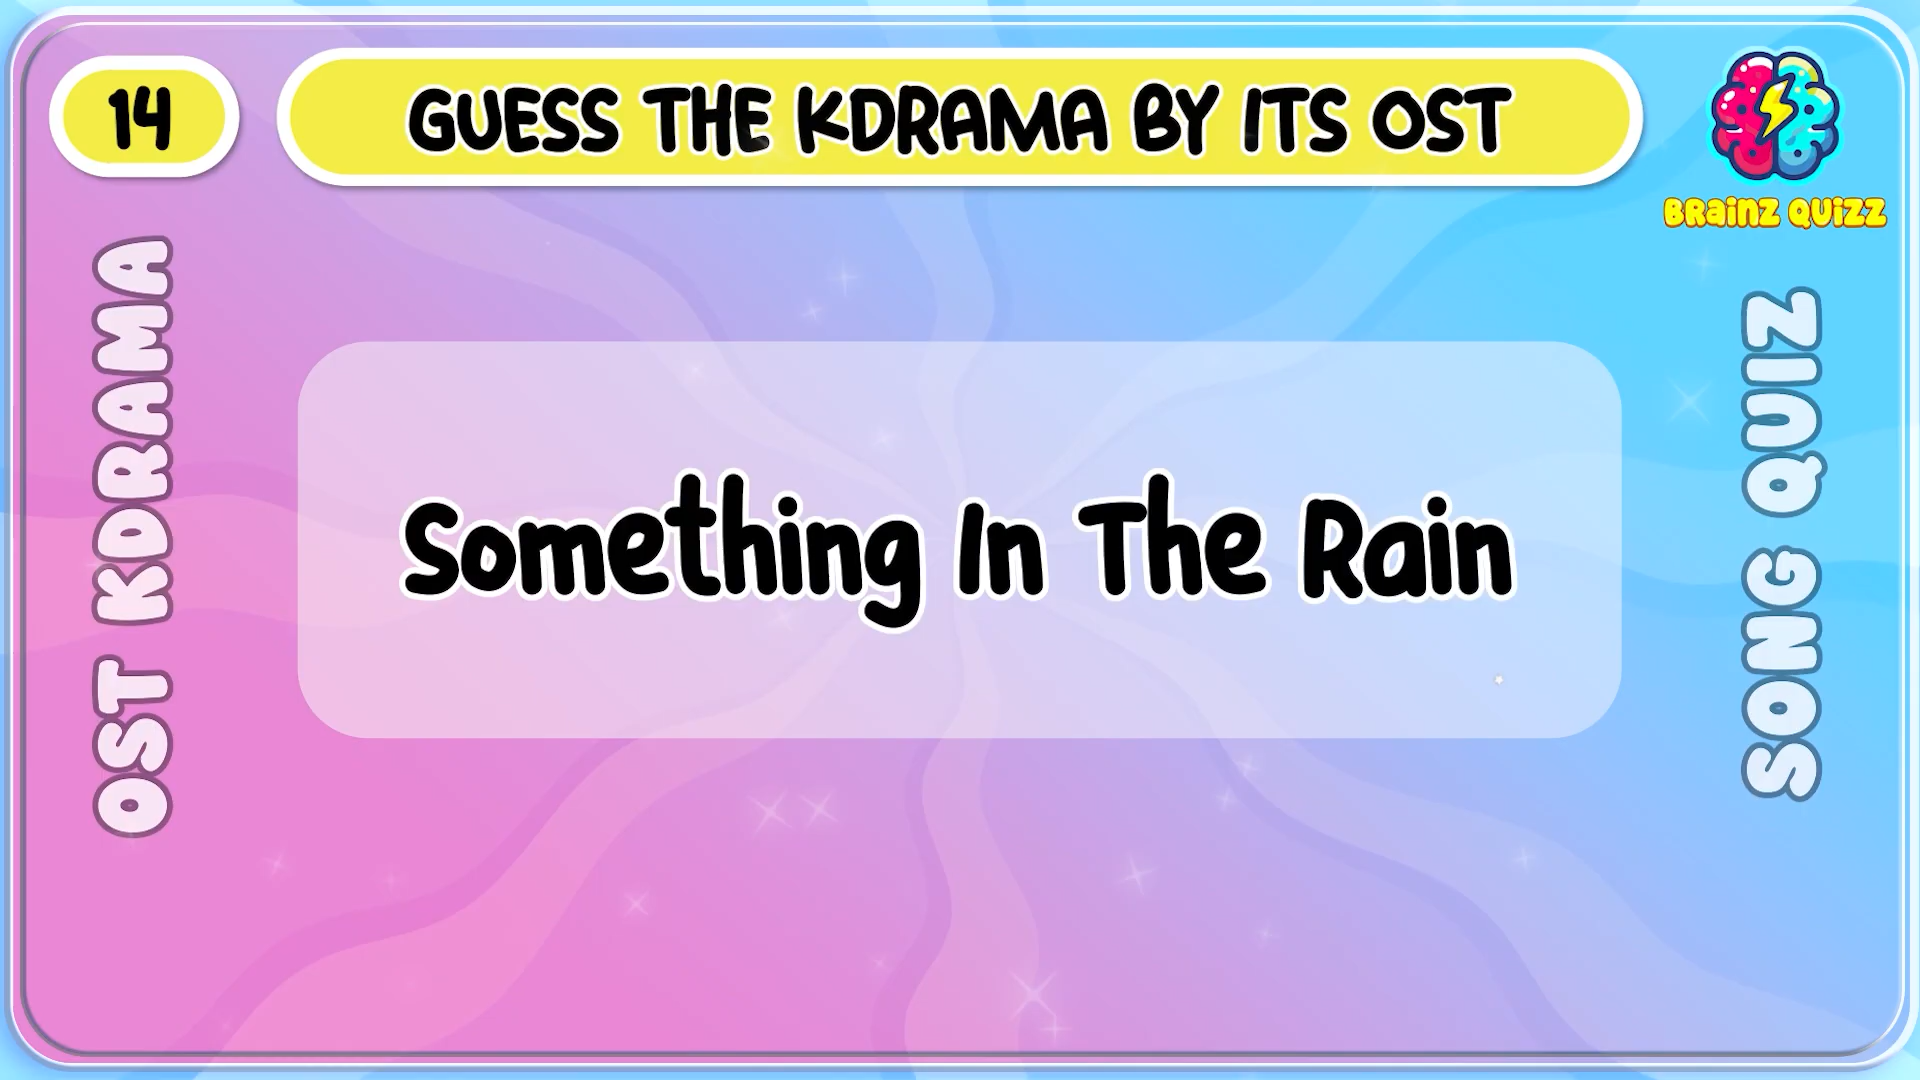 14
GUESS THE KDRAMA BY ITS OST
BRainz QUizz
OST KDRAMA
Something In The Rain
SONG QUIZ